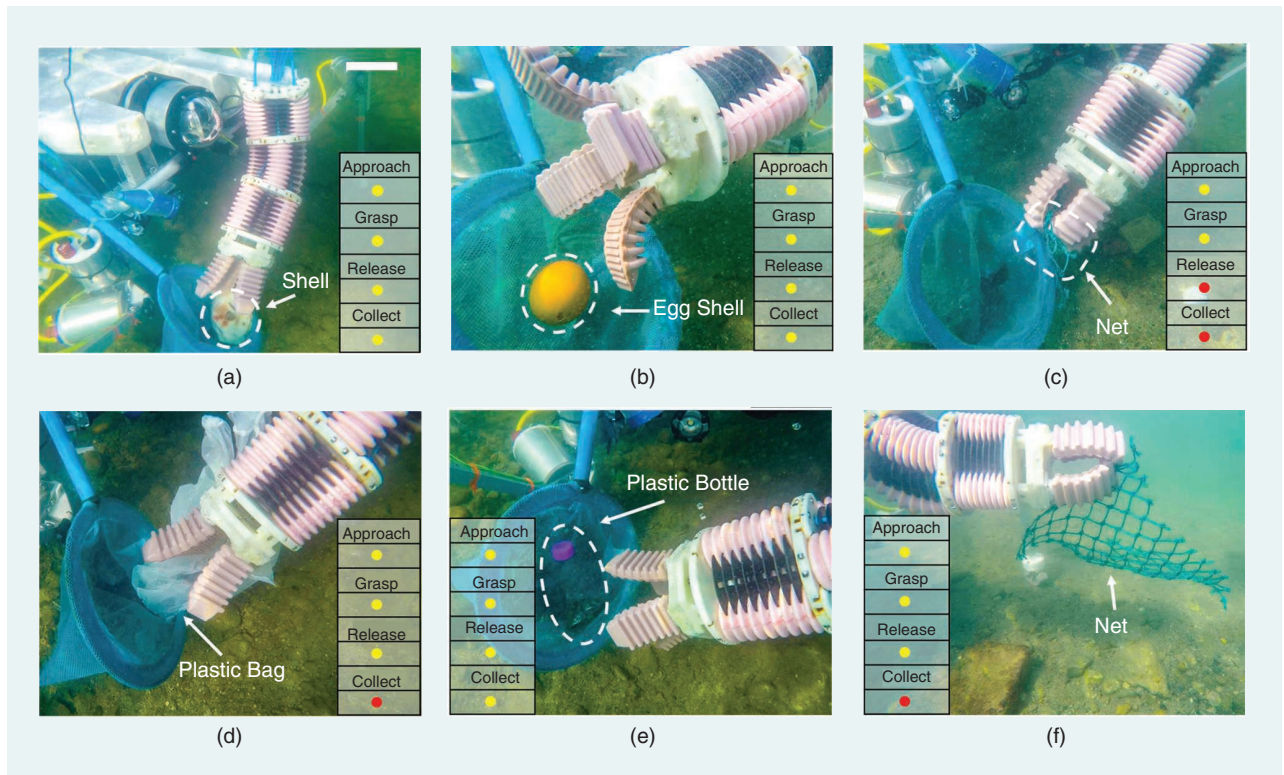 Approach
Grasp
Release
Collect
Shell
(a)
Approach
Grasp
Release
Collect
Egg Shell
(b)
Approach
Grasp
Release
Collect
Net
(c)
Approach
Grasp
Release
Collect
Plastic Bag
(d)
Plastic Bottle
Approach
Grasp
Release
Collect
(e)
Approach
Grasp
Release
Collect
Net
(f)